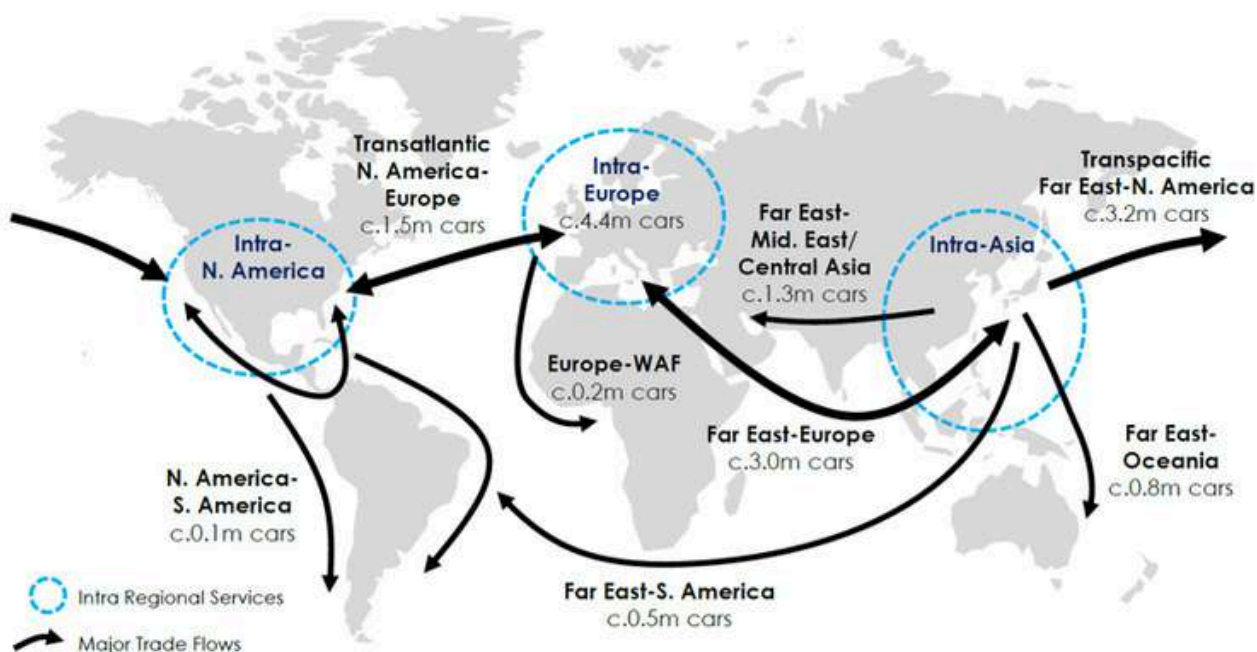 Transatlantic
N. America-
Europe
c.1.5m cars
Intra-
Europe
c.4.4m cars
Transpacific
Far East-N. America
c.3.2m cars
Far East-
Mid. East/
Central Asia
c.1.3m cars
Intra-
N. America
Intra-Asia
Europe-WAF
c.0.2m cars
Far East-Europe
c.3.0m cars
Far East-
Oceania
c.0.8m cars
N. America-
S. America
c.0.1m cars
Far East-S. America
c.0.5m cars
Intra Regional Services
Major Trade Flows